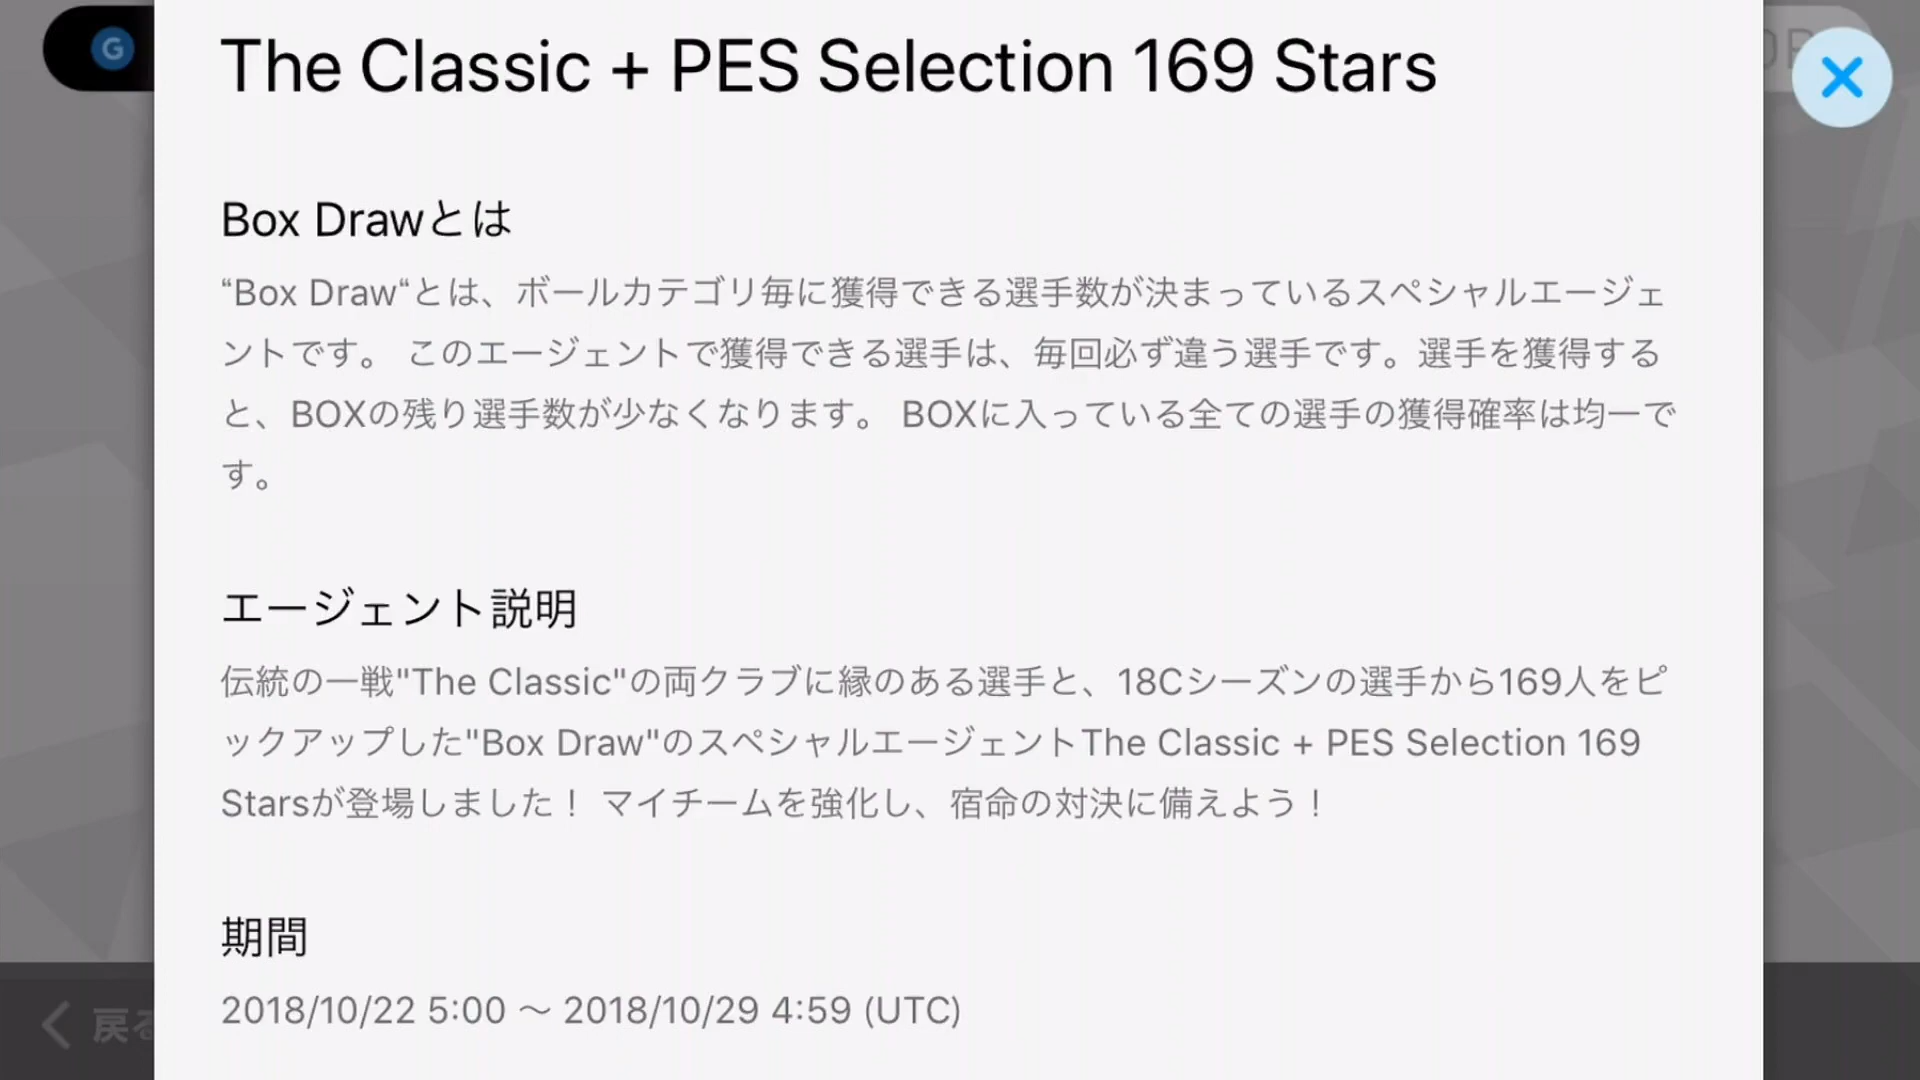 G
The Classic + PES Selection 169 Stars
Box Drawとは
“Box Draw“とは、ボールカテゴリ毎に獲得できる選手数が決まっているスペシャルエージェ
ントです。 このエージェントで獲得できる選手は、毎回必ず違う選手です。選手を獲得する
と、BOXの残り選手数が少なくなります。 BOXに入っている全ての選手の獲得確率は均一で
す。
エージェント説明
伝統の一戦"The Classic"の両クラブに縁のある選手と、18Cシーズンの選手から169人をピ
ックアップした"Box Draw"のスペシャルエージェントThe Classic + PES Selection 169
Starsが登場しました！ マイチームを強化し、宿命の対決に備えよう！
期間
2018/10/22 5:00 ～ 2018/10/29 4:59 (UTC)
戻る